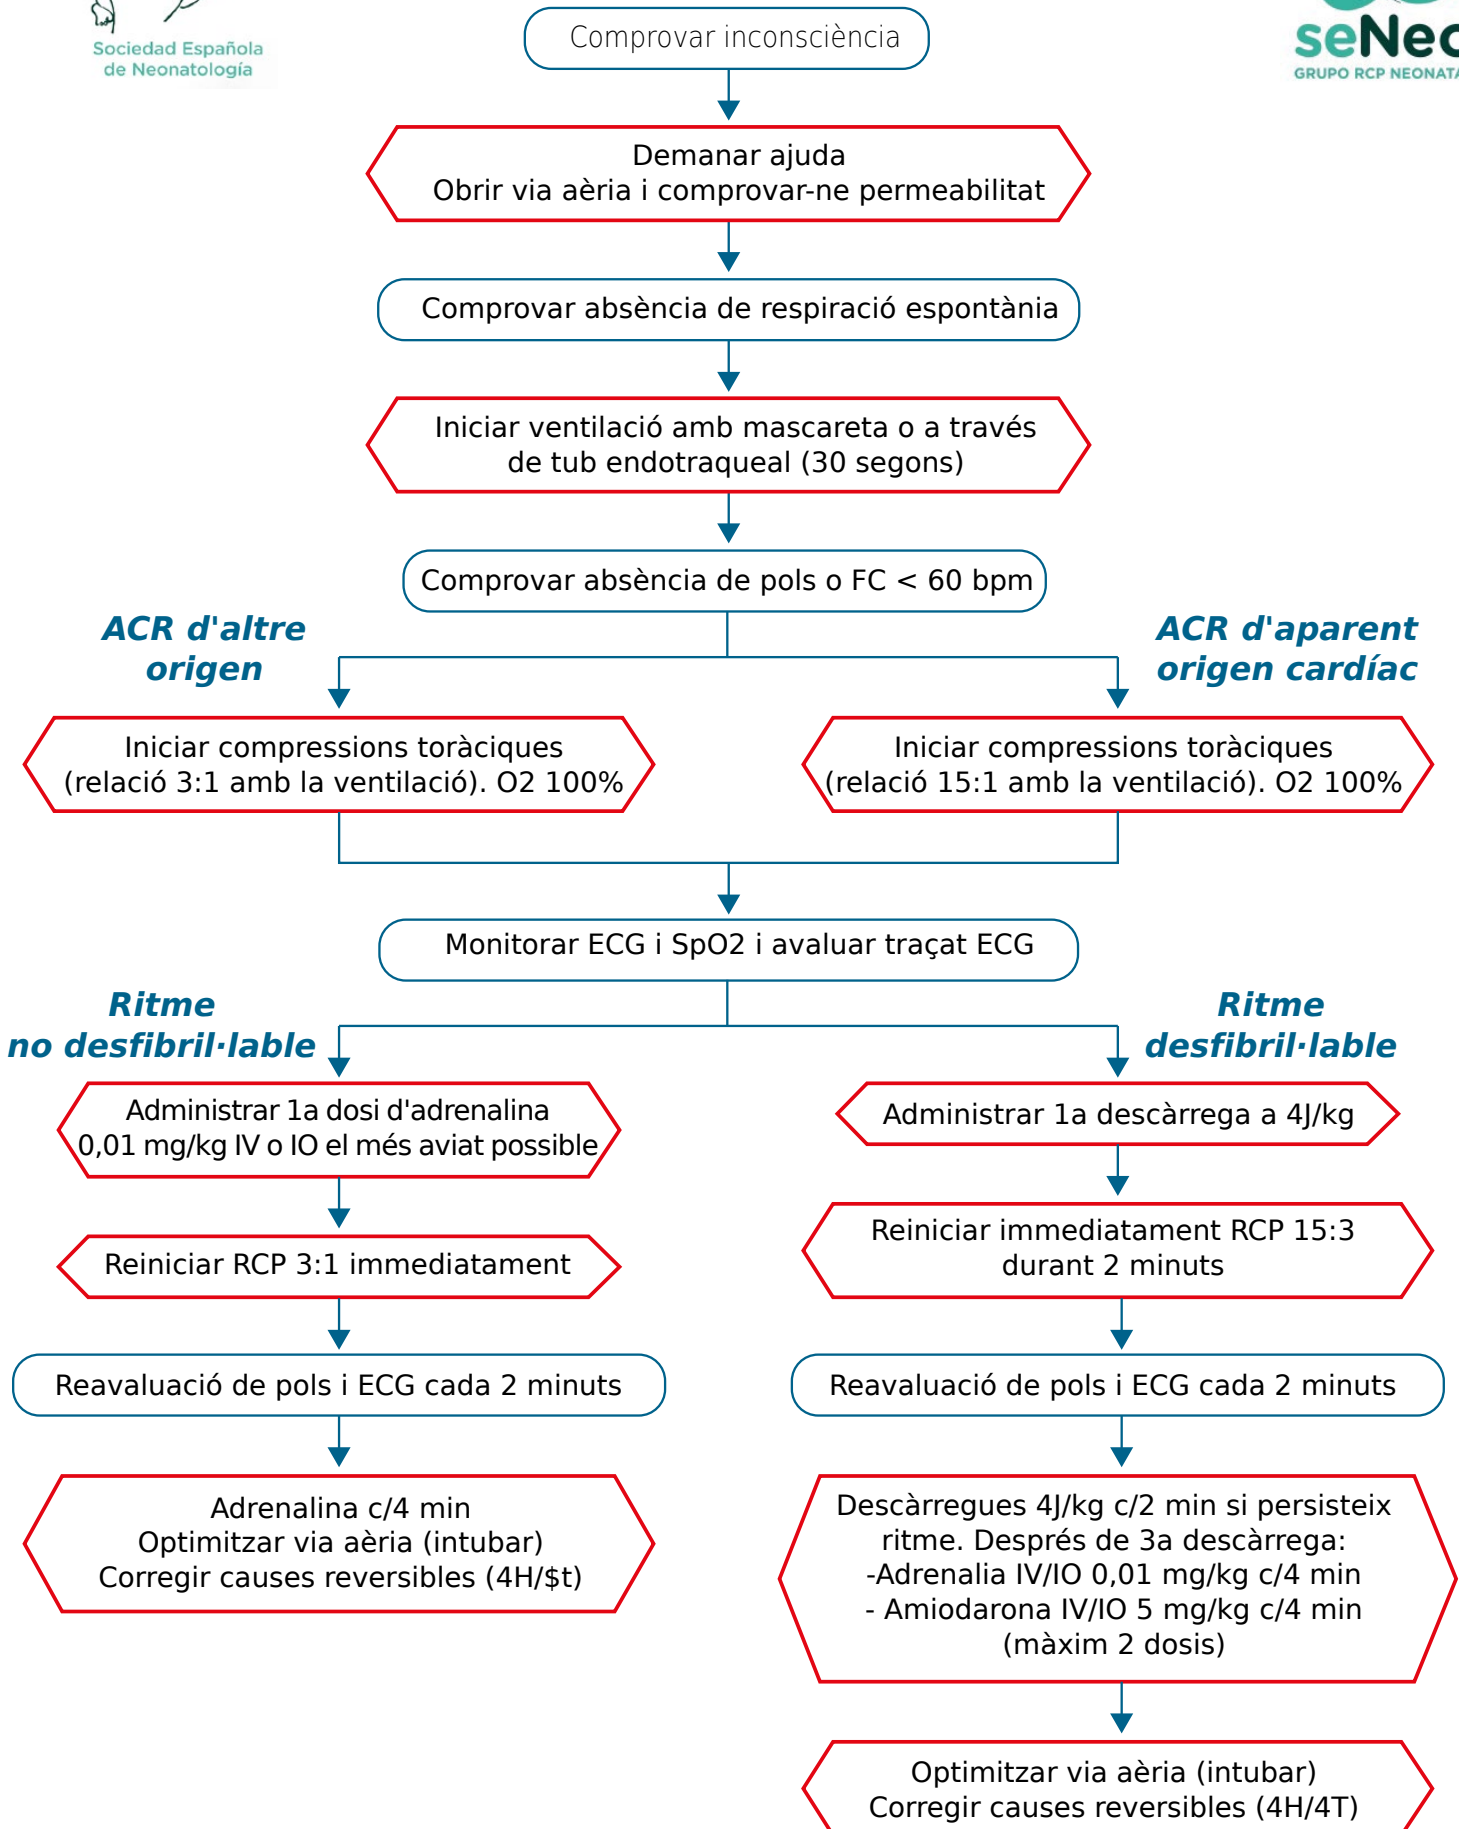 Sociedad Española
de Neonatología
seNeo
GRUPO RCP NEONATA
Comprovar inconsciència
Demanar ajuda
Obrir via aèria i comprovar-ne permeabilitat
Comprovar absència de respiració espontània
Iniciar ventilació amb mascareta o a través
de tub endotraqueal (30 segons)
Comprovar absència de pols o FC < 60 bpm
ACR d'altre
origen
ACR d'aparent
origen cardíac
Iniciar compressions toràciques
(relació 3:1 amb la ventilació). O2 100%
Iniciar compressions toràciques
(relació 15:1 amb la ventilació). O2 100%
Monitorar ECG i SpO2 i avaluar traçat ECG
Ritme
no desfibril·lable
Ritme
desfibril·lable
Administrar 1a dosi d'adrenalina
0,01 mg/kg IV o IO el més aviat possible
Reiniciar RCP 3:1 immediatament
Reavaluació de pols i ECG cada 2 minuts
Adrenalina c/4 min
Optimitzar via aèria (intubar)
Corregir causes reversibles (4H/$t)
Administrar 1a descàrrega a 4J/kg
Reiniciar immediatament RCP 15:3
durant 2 minuts
Reavaluació de pols i ECG cada 2 minuts
Descàrregues 4J/kg c/2 min si persisteix
ritme. Després de 3a descàrrega:
-Adrenalia IV/IO 0,01 mg/kg c/4 min
- Amiodarona IV/IO 5 mg/kg c/4 min
(màxim 2 dosis)
Optimitzar via aèria (intubar)
Corregir causes reversibles (4H/4T)